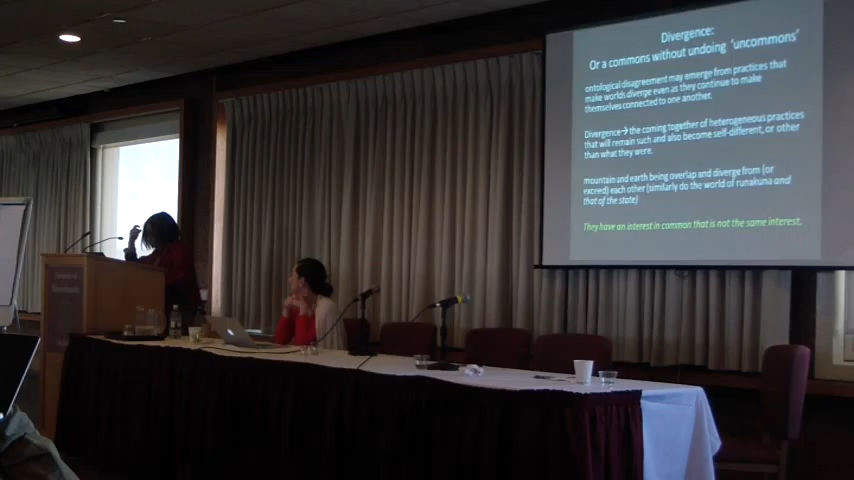 Divergence:
Or a commons without undoing 'uncommons'
ontological disagreement may emerge from practices that
make worlds diverge even as they continue to make
themselves connected to one another.
Divergence→the coming together of heterogeneous practices
that will remain such and also become self-different, or other
than what they were.
mountain and earth being overlap and diverge from (or
exceed) each other (similarly do the world of runakuna and
that of the state)
They have an interest in common that is not the same interest.